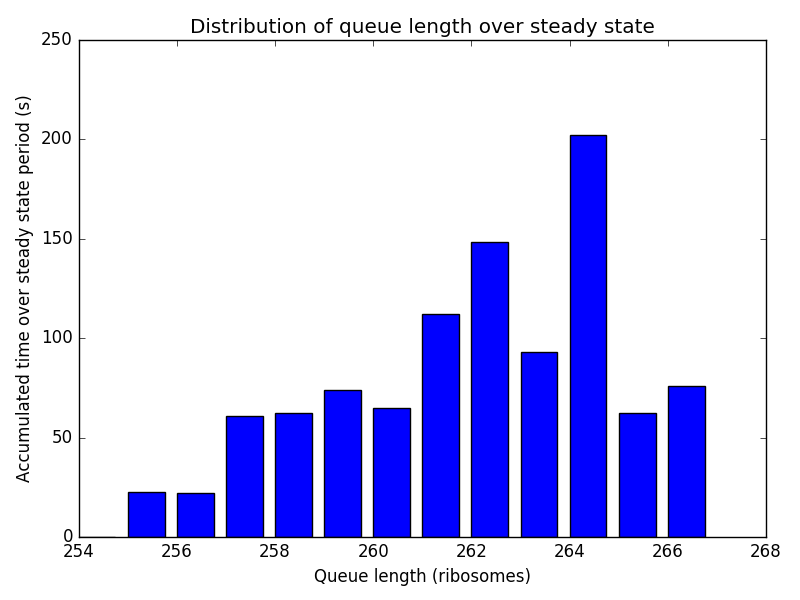 Distribution of queue length over steady state
250
200
150
100
50
0
Accumulated time over steady state period (s)
254 256 258 260 262 264 266 268
Queue length (ribosomes)